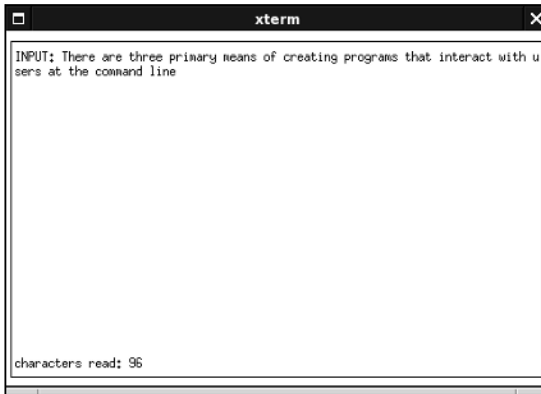 xterm
INPUT: There are three primary means of creating programs that interact with u
sers at the command line
characters read: 96